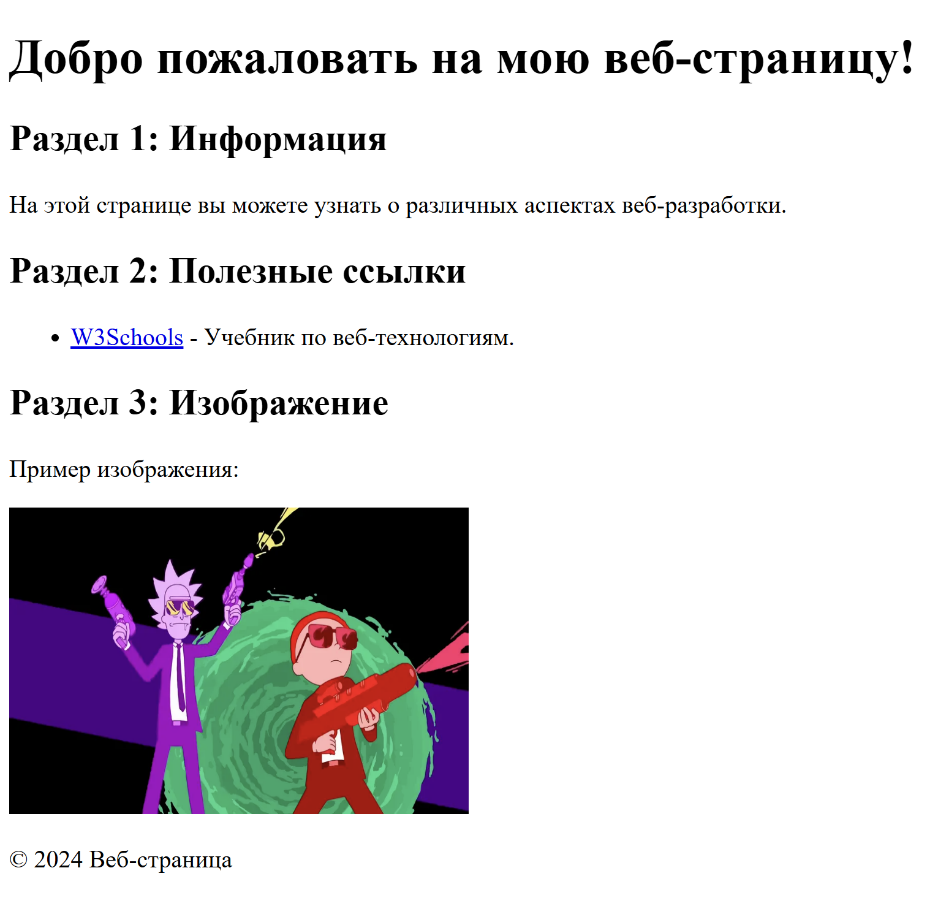 Добро пожаловать на мою веб-страницу!
Раздел 1: Информация
На этой странице вы можете узнать о различных аспектах веб-разработки.
Раздел 2: Полезные ссылки
• W3Schools - Учебник по веб-технологиям.
Раздел 3: Изображение
Пример изображения:
© 2024 Веб-страница